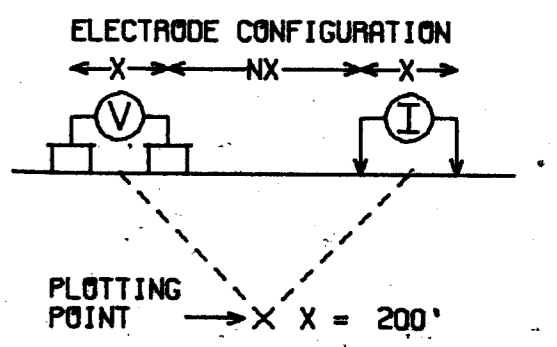 ELECTRODE CONFIGURATION
X NX X
V I
PLOTTING
POINT X = 200'